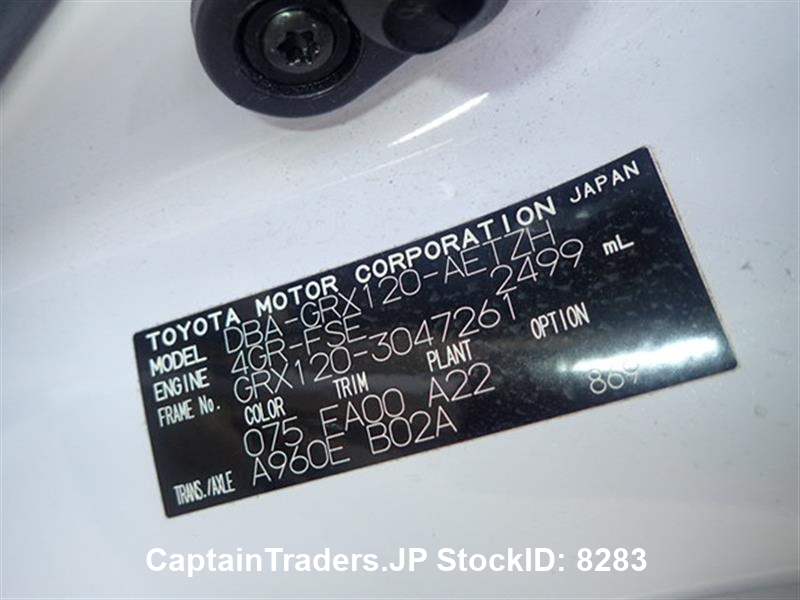 TOYOTA MOTOR CORPORATION JAPAN
MODEL DBA-GRX120-AETZH
ENGINE 4GR-FSE 2499 mL
FRAME No. GRX120-3047261
COLOR TRIM PLANT OPTION
075 FA00 A22 869
TRANS./AXLE A960E B02A
CaptainTraders.JP StockID: 8283